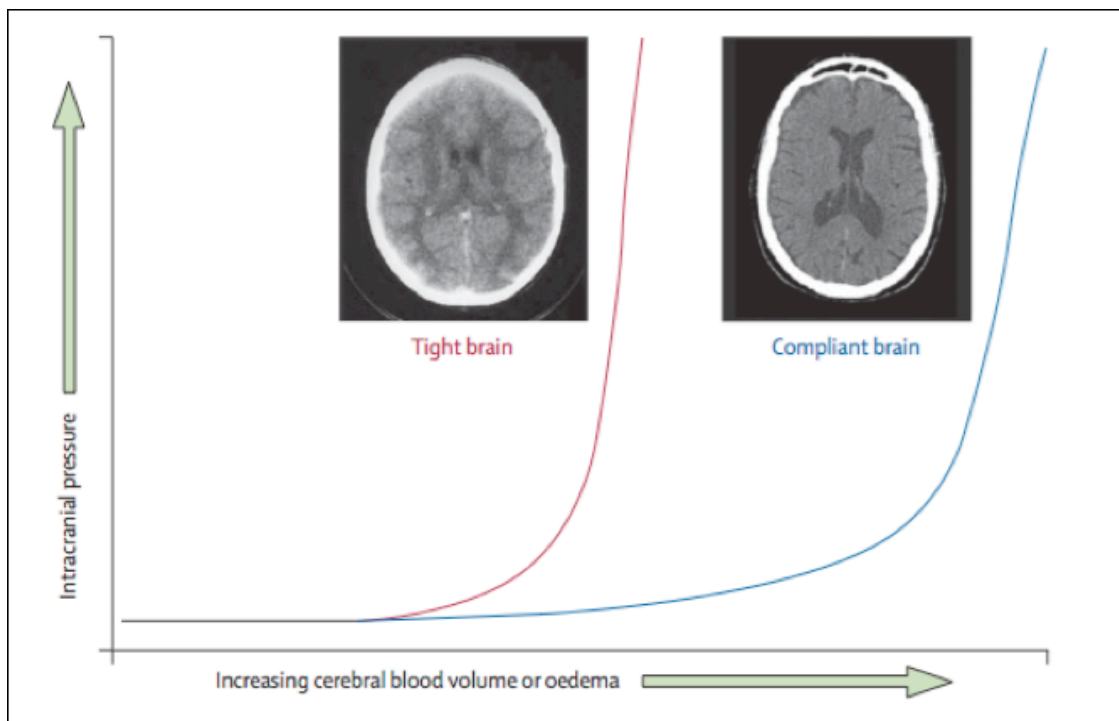 Tight brain
Compliant brain
Intracranial pressure
Increasing cerebral blood volume or oedema